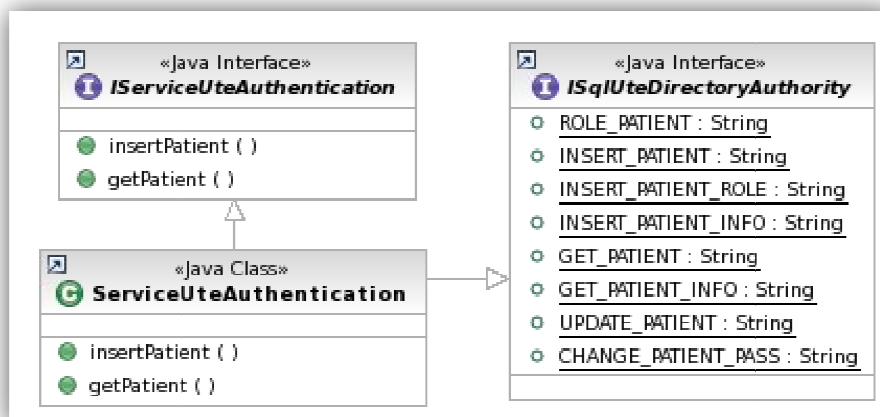 «Java Interface»
IServiceUteAuthentication
insertPatient ( )
getPatient ( )
«Java Class»
ServiceUteAuthentication
insertPatient ( )
getPatient ( )
«Java Interface»
ISqlUteDirectoryAuthority
ROLE_PATIENT : String
INSERT_PATIENT : String
INSERT_PATIENT_ROLE : String
INSERT_PATIENT_INFO : String
GET_PATIENT : String
GET_PATIENT_INFO : String
UPDATE_PATIENT : String
CHANGE_PATIENT_PASS : String